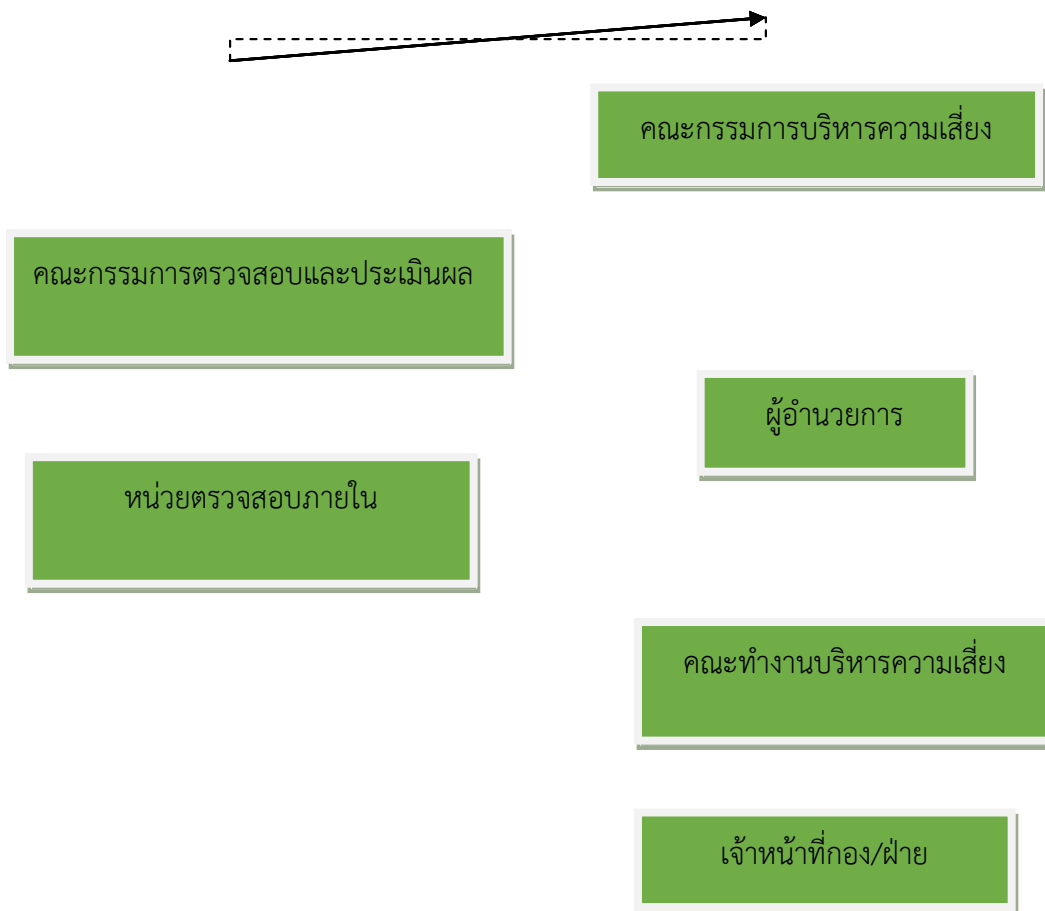 คณะกรรมการบริหารความเสี่ยง
คณะกรรมการตรวจสอบและประเมินผล
ผู้อำนวยการ
หน่วยตรวจสอบภายใน
คณะทำงานบริหารความเสี่ยง
เจ้าหน้าที่กอง/ฝ่าย